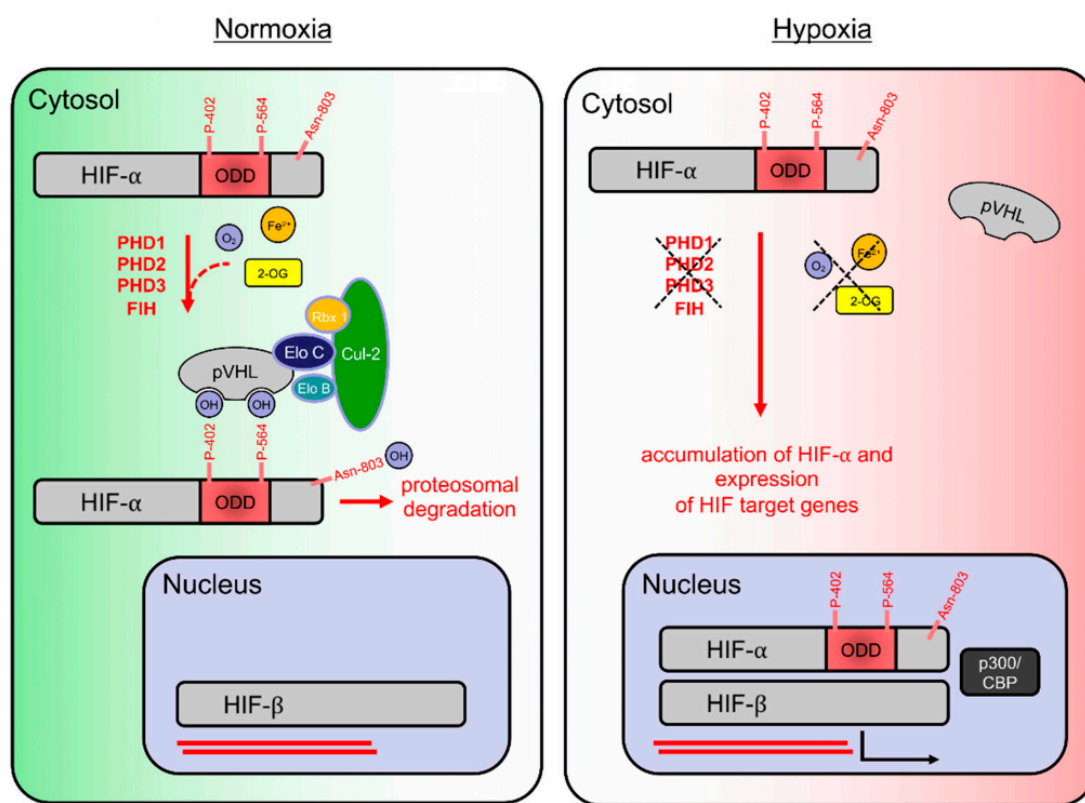 Normoxia
Cytosol
P-402
P-564
Asn-803
HIF-α
ODD
O2
Fe2+
2-OG
PHD1
PHD2
PHD3
FIH
Rbx 1
Elo C
Cul-2
Elo B
pVHL
OH
OH
P-402
P-564
Asn-803
OH
HIF-α
ODD
proteosomal
degradation
Nucleus
HIF-β
Hypoxia
Cytosol
P-402
P-564
Asn-803
HIF-α
ODD
pVHL
PHD1
PHD2
PHD3
FIH
O2
Fe2+
2-OG
accumulation of HIF-α and
expression
of HIF target genes
Nucleus
P-402
P-564
Asn-803
HIF-α
ODD
p300/
CBP
HIF-β